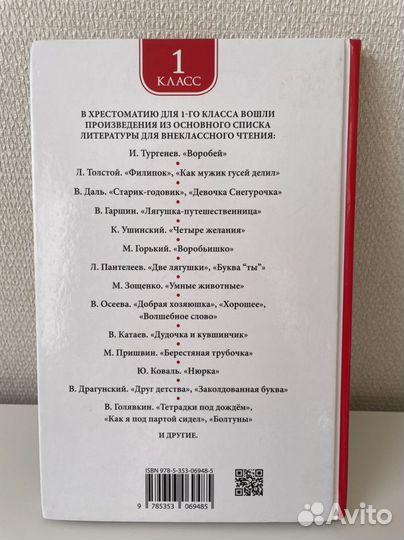 1
КЛАСС
В ХРЕСТОМАТИЮ ДЛЯ 1-ГО КЛАССА ВОШЛИ
ПРОИЗВЕДЕНИЯ ИЗ ОСНОВНОГО СПИСКА
ЛИТЕРАТУРЫ ДЛЯ ВНЕКЛАССНОГО ЧТЕНИЯ:
И. Тургенев. «Воробей»
Л. Толстой. «Филипок», «Как мужик гусей делил»
В. Даль. «Старик-годовик», «Девочка Снегурочка»
В. Гаршин. «Лягушка-путешественница»
К. Ушинский. «Четыре желания»
М. Горький. «Воробьишко»
Л. Пантелеев. «Две лягушки», «Буква "ты"»
М. Зощенко. «Умные животные»
В. Осеева. «Добрая хозяюшка», «Хорошее»,
«Волшебное слово»
В. Катаев. «Дудочка и кувшинчик»
М. Пришвин. «Берестяная трубочка»
Ю. Коваль. «Нюрка»
В. Драгунский. «Друг детства», «Заколдованная буква»
В. Голявкин. «Тетрадки под дождём»,
«Как я под партой сидел», «Болтуны»
И ДРУГИЕ.
ISBN 978-5-353-06948-5
9 785353 069485
Avito